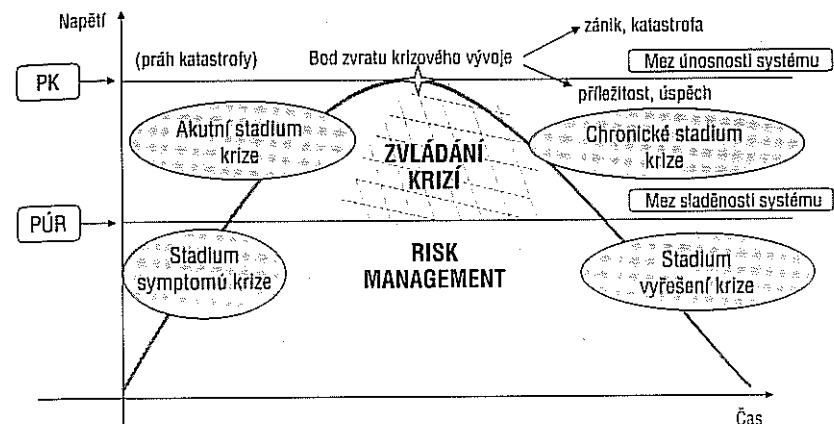 Napětí
zánik, katastrofa
(práh katastrofy)
Bod zvratu krizového vývoje
Mez únosnosti systému
PK
příležitost, úspěch
Akutní stadium
krize
ZVLÁDÁNÍ
KRIZÍ
Chronické stadium
krize
Mez sladěnosti systému
PÚR
Stadium
symptomů krize
RISK
MANAGEMENT
Stadium
vyřešení krize
Čas